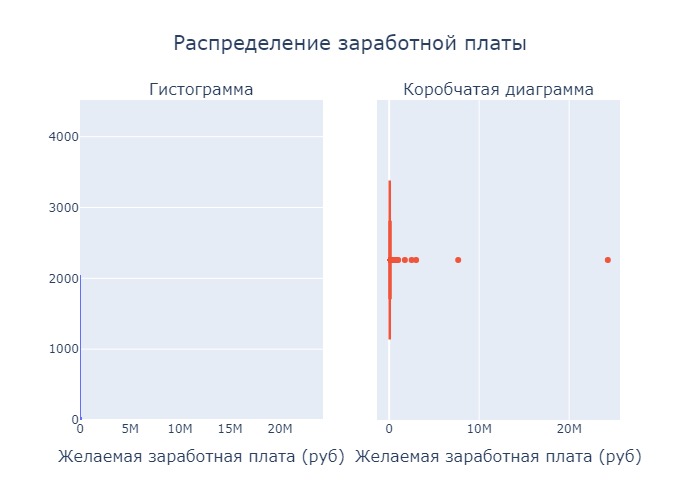 Распределение заработной платы
Гистограмма
Коробчатая диаграмма
4000
3000
2000
1000
0
0 5M 10M 15M 20M
0 10M 20M
Желаемая заработная плата (руб)
Желаемая заработная плата (руб)